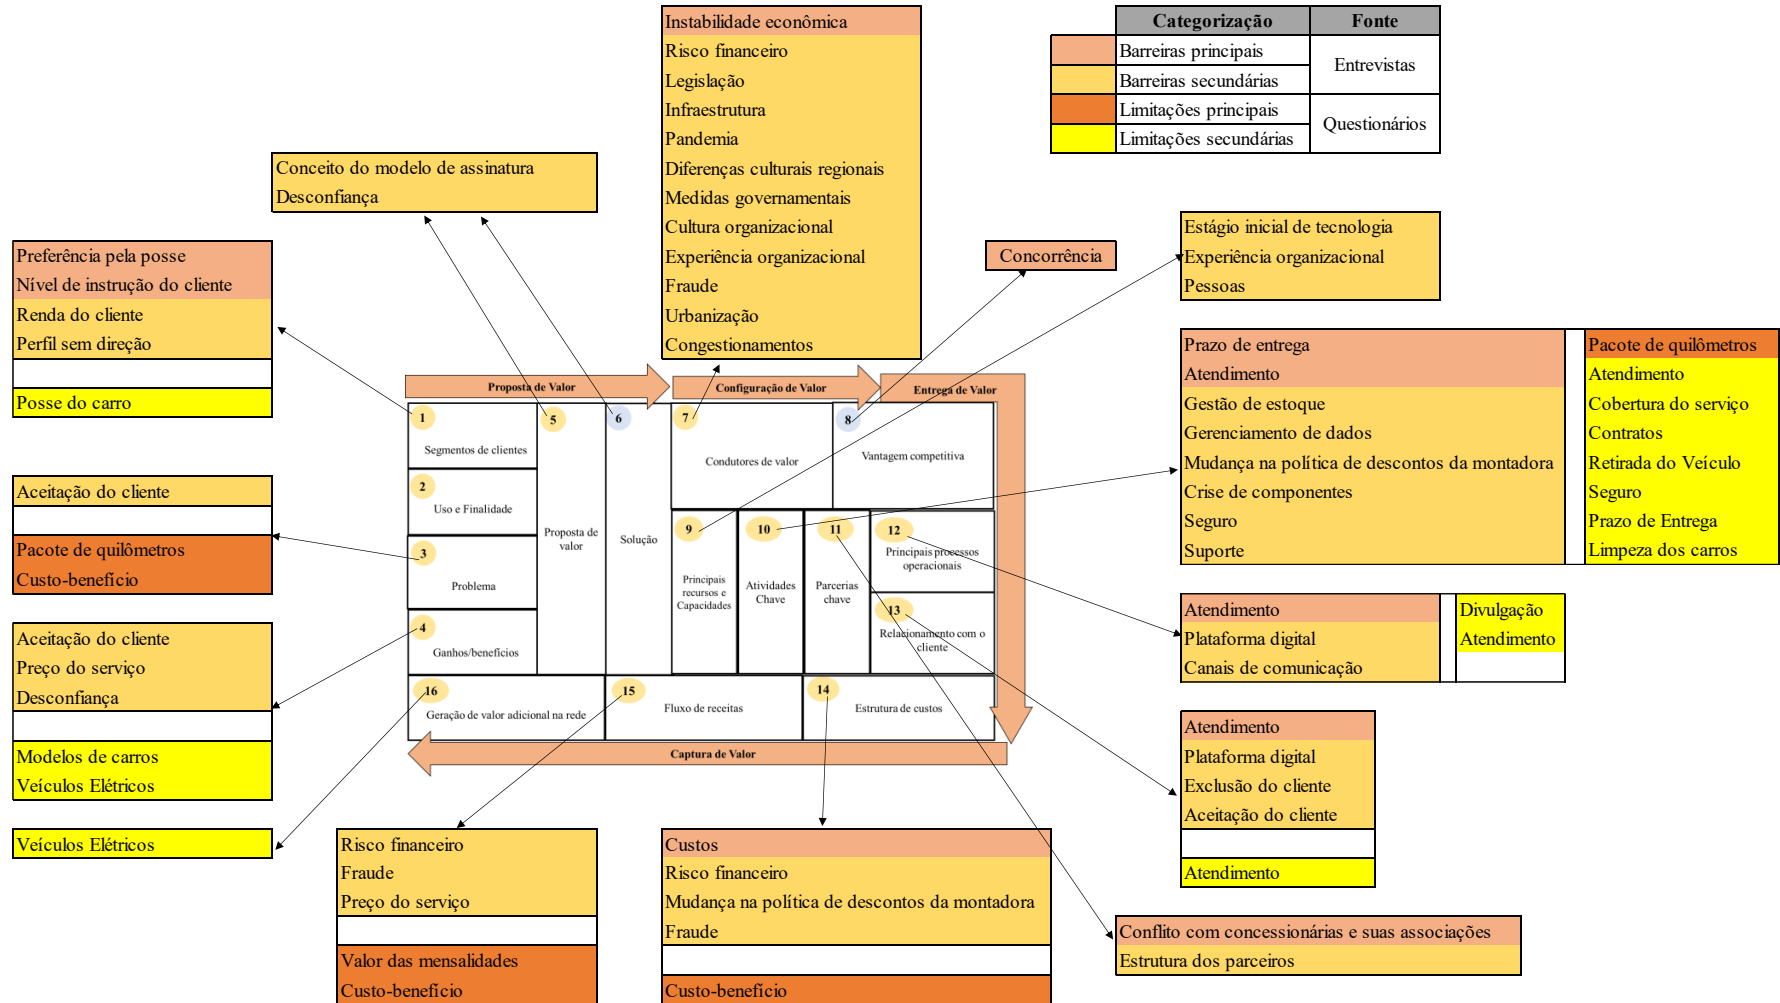 Instabilidade econômica
Risco financeiro
Legislação
Infraestrutura
Pandemia
Diferenças culturais regionais
Medidas governamentais
Cultura organizacional
Experiência organizacional
Fraude
Urbanização
Congestionamentos
Categorização Fonte
Barreiras principais
Barreiras secundárias
Entrevistas
Limitações principais
Limitações secundárias
Questionários
Conceito do modelo de assinatura
Desconfiança
Preferência pela posse
Nível de instrução do cliente
Renda do cliente
Perfil sem direção
Posse do carro
Concorrência
Estágio inicial de tecnologia
Experiência organizacional
Pessoas
Prazo de entrega
Atendimento
Gestão de estoque
Gerenciamento de dados
Mudança na política de descontos da montadora
Crise de componentes
Seguro
Suporte
Pacote de quilômetros
Atendimento
Cobertura do serviço
Contratos
Retirada do Veículo
Seguro
Prazo de Entrega
Limpeza dos carros
Proposta de Valor
Configuração de Valor
Entrega de Valor
1
Segmentos de clientes
2
Uso e Finalidade
3
Problema
4
Ganhos/benefícios
5
Proposta de
valor
6
Solução
7
Condutores de valor
8
Vantagem competitiva
9
Principais
recursos e
Capacidades
10
Atividades
Chave
11
Parcerias
chave
12
Principais processos
operacionais
13
Relacionamento com o
cliente
16
Geração de valor adicional na rede
15
Fluxo de receitas
14
Estrutura de custos
Captura de Valor
Aceitação do cliente
Pacote de quilômetros
Custo-benefício
Aceitação do cliente
Preço do serviço
Desconfiança
Modelos de carros
Veículos Elétricos
Veículos Elétricos
Atendimento
Plataforma digital
Canais de comunicação
Divulgação
Atendimento
Atendimento
Plataforma digital
Exclusão do cliente
Aceitação do cliente
Atendimento
Risco financeiro
Fraude
Preço do serviço
Valor das mensalidades
Custo-benefício
Custos
Risco financeiro
Mudança na política de descontos da montadora
Fraude
Custo-benefício
Conflito com concessionárias e suas associações
Estrutura dos parceiros